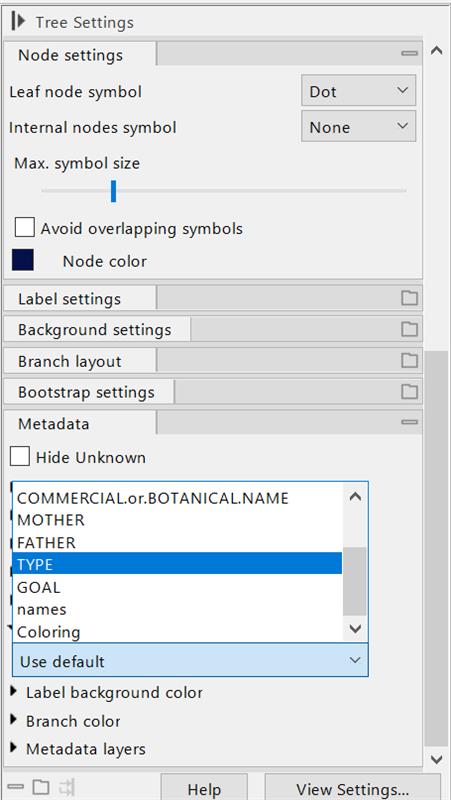 Tree Settings
Node settings
Leaf node symbol Dot
Internal nodes symbol None
Max. symbol size
Avoid overlapping symbols
Node color
Label settings
Background settings
Branch layout
Bootstrap settings
Metadata
Hide Unknown
COMMERCIAL.or.BOTANICAL.NAME
MOTHER
FATHER
TYPE
GOAL
names
Coloring
Use default
Label background color
Branch color
Metadata layers
Help View Settings...